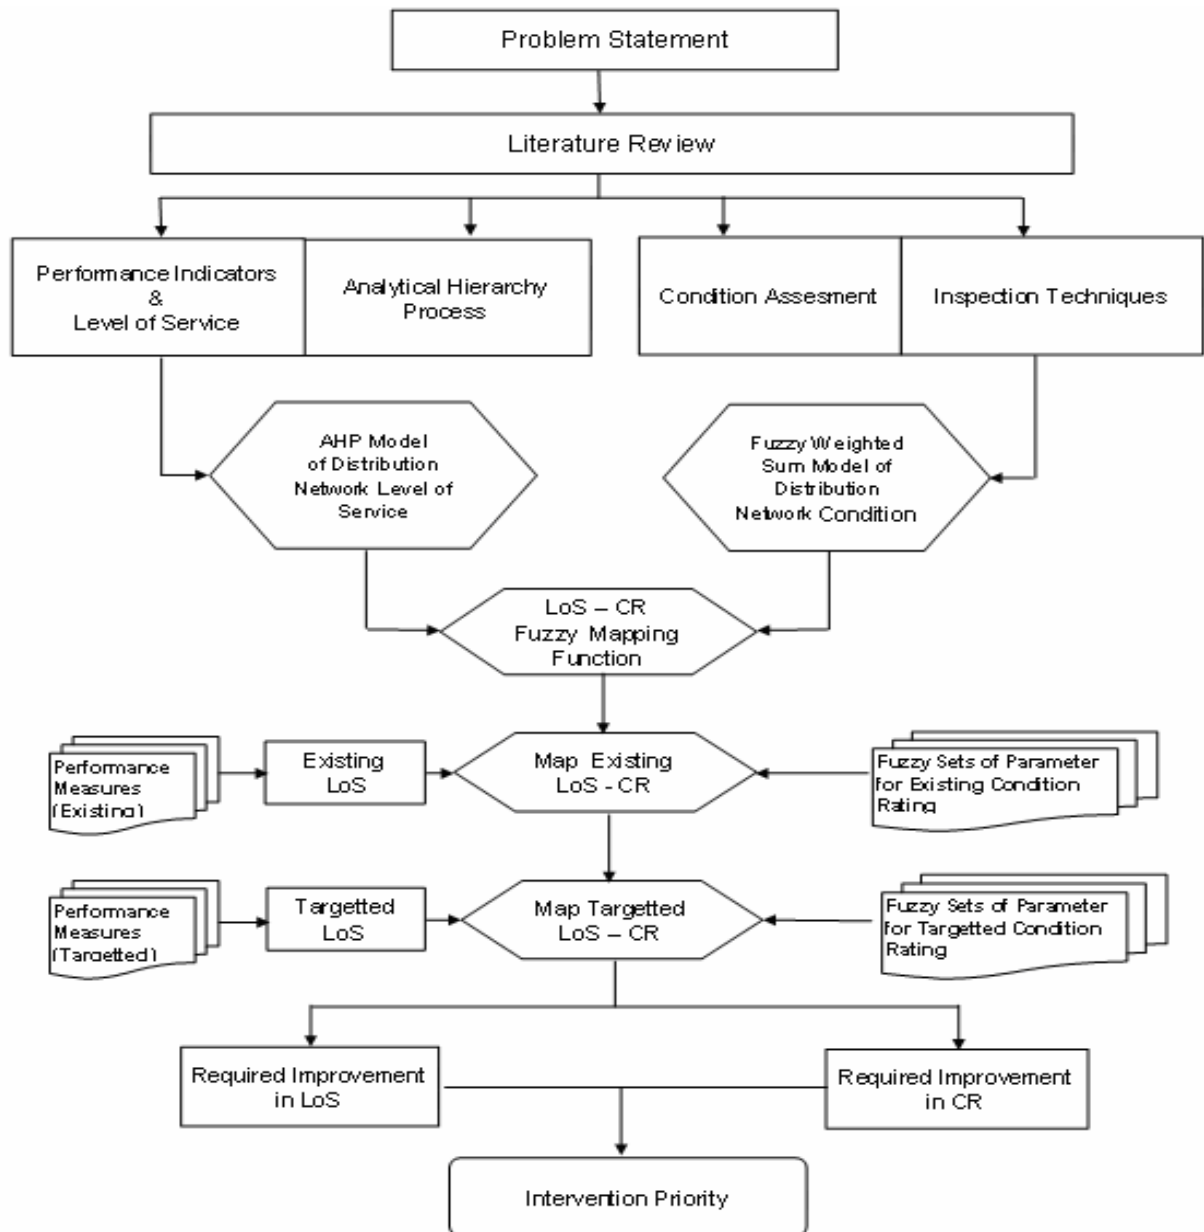 Problem Statement
Literature Review
Performance Indicators
&
Level of Service
Analytical Hierarchy
Process
Condition Assesment
Inspection Techniques
AHP Model
of Distribution
Network Level of
Service
Fuzzy Weighted
Sum Model of
Distribution
Network Condition
LoS – CR
Fuzzy Mapping
Function
Performance
Measures
(Existing)
Existing
LoS
Map Existing
LoS - CR
Fuzzy Sets of Parameter
for Existing Condition
Rating
Performance
Measures
(Targetted)
Targetted
LoS
Map Targetted
LoS – CR
Fuzzy Sets of Parameter
for Targetted Condition
Rating
Required Improvement
in LoS
Required Improvement
in CR
Intervention Priority